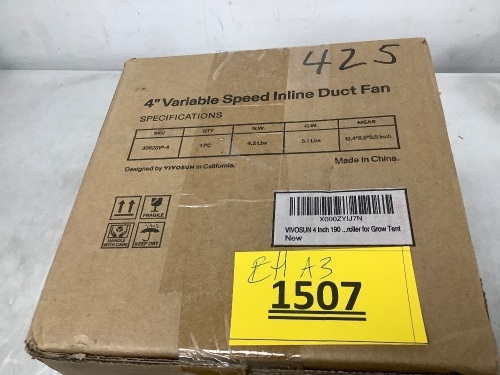 425
4" Variable Speed Inline Duct Fan
SPECIFICATIONS
SKU QTY N.W. G.W. MEAS
1 PC 4.2 Lbs 5.1 Lbs
Designed by VIVOSUN in California. Made in China.
FRAGILE
HANDLE WITH CARE KEEP DRY
X000ZYIJ7N
VIVOSUN 4 Inch 190 ...roller for Grow Tent
New
EH A3
1507